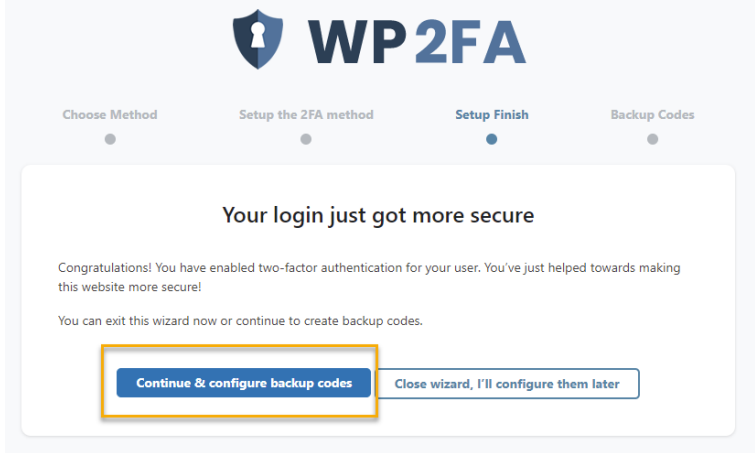 WP 2FA
Choose Method
Setup the 2FA method
Setup Finish
Backup Codes
Your login just got more secure
Congratulations! You have enabled two-factor authentication for your user. You’ve just helped towards making
this website more secure!
You can exit this wizard now or continue to create backup codes.
Continue & configure backup codes
Close wizard, I’ll configure them later